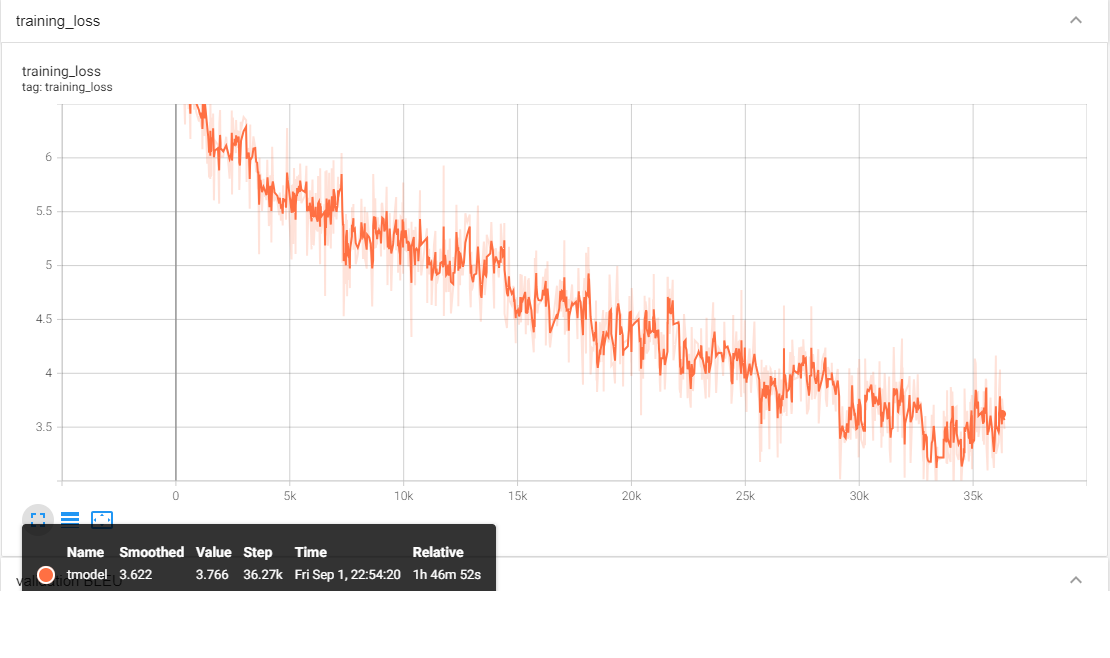 training_loss
training_loss
tag: training_loss
6
5.5
5
4.5
4
3.5
0 5k 10k 15k 20k 25k 30k 35k
Name Smoothed Value Step Time Relative
tmodel 3.622 3.766 36.27k Fri Sep 1, 22:54:20 1h 46m 52s
validation BLEU